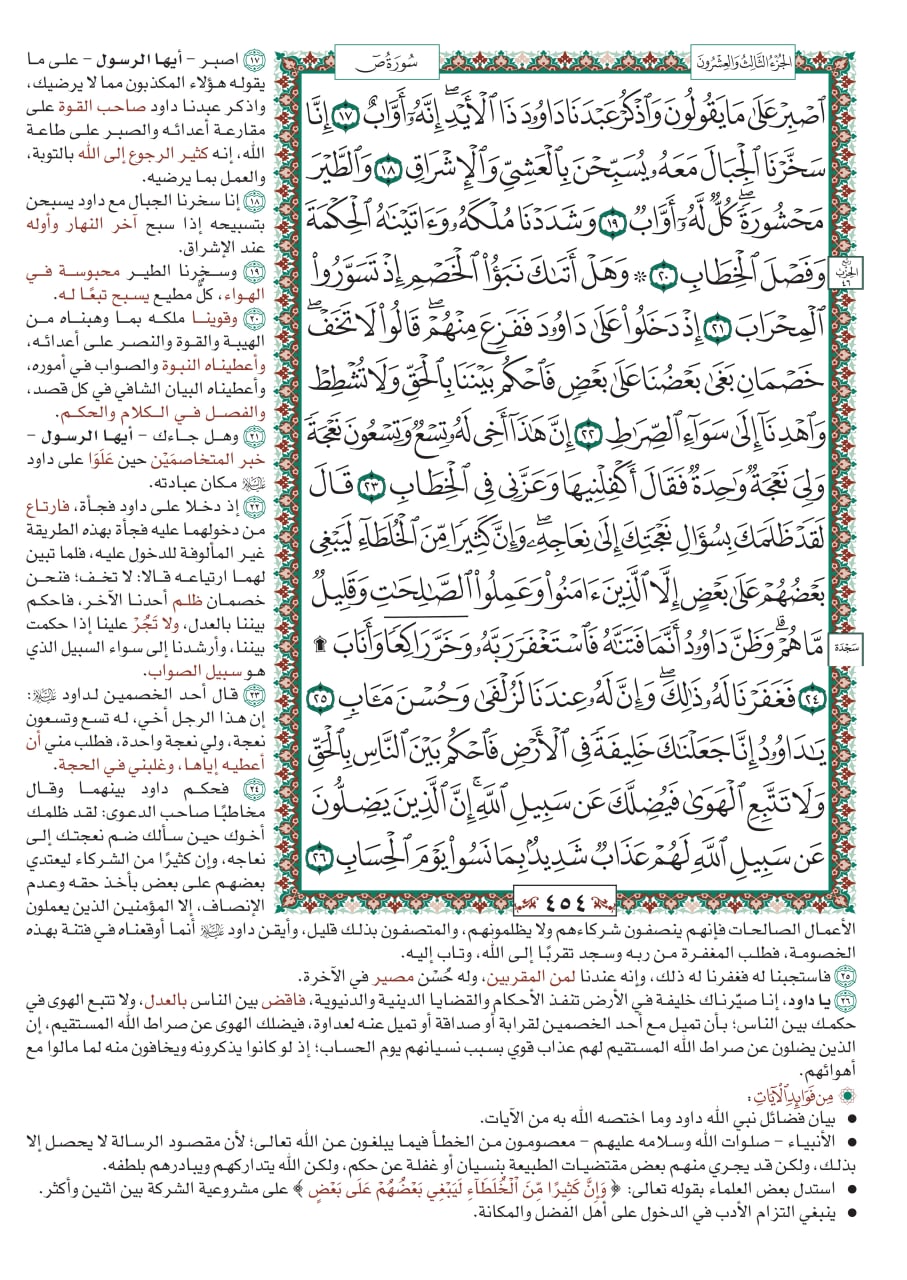 الجُزْءُ الثَّالِثُ وَالعِشْرُونَ
سُورَةُ صٓ
ٱصۡبِرۡ عَلَىٰ مَا يَقُولُونَ وَٱذۡكُرۡ عَبۡدَنَا دَاوُۥدَ ذَا ٱلۡأَيۡدِۖ إِنَّهُۥٓ أَوَّابٌ ١٧ إِنَّا
سَخَّرۡنَا ٱلۡجِبَالَ مَعَهُۥ يُسَبِّحۡنَ بِٱلۡعَشِيِّ وَٱلۡإِشۡرَاقِ ١٨ وَٱلطَّيۡرَ
مَحۡشُورَةٗۖ كُلّٞ لَّهُۥٓ أَوَّابٞ ١٩ وَشَدَدۡنَا مُلۡكَهُۥ وَءَاتَيۡنَٰهُ ٱلۡحِكۡمَةَ
وَفَصۡلَ ٱلۡخِطَابِ ٢٠ ۞ وَهَلۡ أَتَىٰكَ نَبَؤُاْ ٱلۡخَصۡمِ إِذۡ تَسَوَّرُواْ
ٱلۡمِحۡرَابَ ٢١ إِذۡ دَخَلُواْ عَلَىٰ دَاوُۥدَ فَفَزِعَ مِنۡهُمۡۖ قَالُواْ لَا تَخَفۡۖ
خَصۡمَانِ بَغَىٰ بَعۡضُنَا عَلَىٰ بَعۡضٖ فَٱحۡكُم بَيۡنَنَا بِٱلۡحَقِّ وَلَا تُشۡطِطۡ
وَٱهۡدِنَآ إِلَىٰ سَوَآءِ ٱلصِّرَٰطِ ٢٢ إِنَّ هَٰذَآ أَخِي لَهُۥ تِسۡعٞ وَتِسۡعُونَ نَعۡجَةٗ
وَلِيَ نَعۡجَةٞ وَٰحِدَةٞ فَقَالَ أَكۡفِلۡنِيهَا وَعَزَّنِي فِي ٱلۡخِطَابِ ٢٣ قَالَ
لَقَدۡ ظَلَمَكَ بِسُؤَالِ نَعۡجَتِكَ إِلَىٰ نِعَاجِهِۦۖ وَإِنَّ كَثِيرٗا مِّنَ ٱلۡخُلَطَآءِ لَيَبۡغِي
بَعۡضُهُمۡ عَلَىٰ بَعۡضٍ إِلَّا ٱلَّذِينَ ءَامَنُواْ وَعَمِلُواْ ٱلصَّٰلِحَٰتِ وَقَلِيلٞ
مَّا هُمۡۗ وَظَنَّ دَاوُۥدُ أَنَّمَا فَتَنَّٰهُ فَٱسۡتَغۡفَرَ رَبَّهُۥ وَخَرَّۤ رَاكِعٗاۤ وَأَنَابَ ۩
٢٤ فَغَفَرۡنَا لَهُۥ ذَٰلِكَۖ وَإِنَّ لَهُۥ عِندَنَا لَزُلۡفَىٰ وَحُسۡنَ مَـَٔابٖ ٢٥
يَٰدَاوُۥدُ إِنَّا جَعَلۡنَٰكَ خَلِيفَةٗ فِي ٱلۡأَرۡضِ فَٱحۡكُم بَيۡنَ ٱلنَّاسِ بِٱلۡحَقِّ
وَلَا تَتَّبِعِ ٱلۡهَوَىٰ فَيُضِلَّكَ عَن سَبِيلِ ٱللَّهِۚ إِنَّ ٱلَّذِينَ يَضِلُّونَ
عَن سَبِيلِ ٱللَّهِ لَهُمۡ عَذَابٞ شَدِيدُۢ بِمَا نَسُواْ يَوۡمَ ٱلۡحِسَابِ ٢٦
رُبْع
الحِزْب
٤٦
سَجْدَة
٤٥٤
١٧ اصبر – أيها الرسول – على ما
يقوله هؤلاء المكذبون مما لا يرضيك،
واذكر عبدنا داود صاحب القوة على
مقارعة أعدائه والصبر على طاعة
الله، إنه كثير الرجوع إلى الله بالتوبة،
والعمل بما يرضيه.
١٨ إنا سخرنا الجبال مع داود يسبحن
بتسبيحه إذا سبح آخر النهار وأوله
عند الإشراق.
١٩ وسخرنا الطير محبوسة في
الهواء، كلٌّ مطيع يسبح تبعًا له.
٢٠ وقوينا ملكه بما وهبناه من
الهيبة والقوة والنصر على أعدائه،
وأعطيناه النبوة والصواب في أموره،
وأعطيناه البيان الشافي في كل قصد،
والفصل في الكلام والحكم.
٢١ وهل جاءك – أيها الرسول –
خبر المتخاصمَيْن حين عَلَوَا على داود
عليه السلام مكان عبادته.
٢٢ إذ دخلا على داود فجأة، فارتاع
من دخولهما عليه فجأة بهذه الطريقة
غير المألوفة للدخول عليه، فلما تبين
لهما ارتياعه قالا: لا تخف؛ فنحن
خصمان ظلم أحدنا الآخر، فاحكم
بيننا بالعدل، ولا تَجُرْ علينا إذا حكمت
بيننا، وأرشدنا إلى سواء السبيل الذي
هو سبيل الصواب.
٢٣ قال أحد الخصمين لداود عليه السلام:
إن هذا الرجل أخي، له تسع وتسعون
نعجة، ولي نعجة واحدة، فطلب مني أن
أعطيه إياها، وغلبني في الحجة.
٢٤ فحكم داود بينهما وقال
مخاطبًا صاحب الدعوى: لقد ظلمك
أخوك حين سألك ضم نعجتك إلى
نعاجه، وإن كثيرًا من الشركاء ليعتدي
بعضهم على بعض بأخذ حقه وعدم
الإنصاف، إلا المؤمنين الذين يعملون
الأعمال الصالحات فإنهم ينصفون شركاءهم ولا يظلمونهم، والمتصفون بذلك قليل، وأيقن داود عليه السلام أنما أوقعناه في فتنة بهذه
الخصومة، فطلب المغفرة من ربه وسجد تقربًا إلى الله، وتاب إليه.
٢٥ فاستجبنا له فغفرنا له ذلك، وإنه عندنا لمن المقربين، وله حُسْن مصير في الآخرة.
٢٦ يا داود، إنا صيّرناك خليفة في الأرض تنفذ الأحكام والقضايا الدينية والدنيوية، فاقض بين الناس بالعدل، ولا تتبع الهوى في
حكمك بين الناس؛ بأن تميل مع أحد الخصمين لقرابة أو صداقة أو تميل عنه لعداوة، فيضلك الهوى عن صراط الله المستقيم، إن
الذين يضلون عن صراط الله المستقيم لهم عذاب قوي بسبب نسيانهم يوم الحساب؛ إذ لو كانوا يذكرونه ويخافون منه لما مالوا مع
أهوائهم.
مِن فَوَائِدِ الْآيَاتِ:
• بيان فضائل نبي الله داود وما اختصه الله به من الآيات.
• الأنبياء – صلوات الله وسلامه عليهم – معصومون من الخطأ فيما يبلغون عن الله تعالى؛ لأن مقصود الرسالة لا يحصل إلا
بذلك، ولكن قد يجري منهم بعض مقتضيات الطبيعة بنسيان أو غفلة عن حكم، ولكن الله يتداركهم ويبادرهم بلطفه.
• استدل بعض العلماء بقوله تعالى: ﴿ وَإِنَّ كَثِيرًا مِّنَ ٱلْخُلَطَآءِ لَيَبْغِي بَعْضُهُمْ عَلَى بَعْضٍ ﴾ على مشروعية الشركة بين اثنين وأكثر.
• ينبغي التزام الأدب في الدخول على أهل الفضل والمكانة.